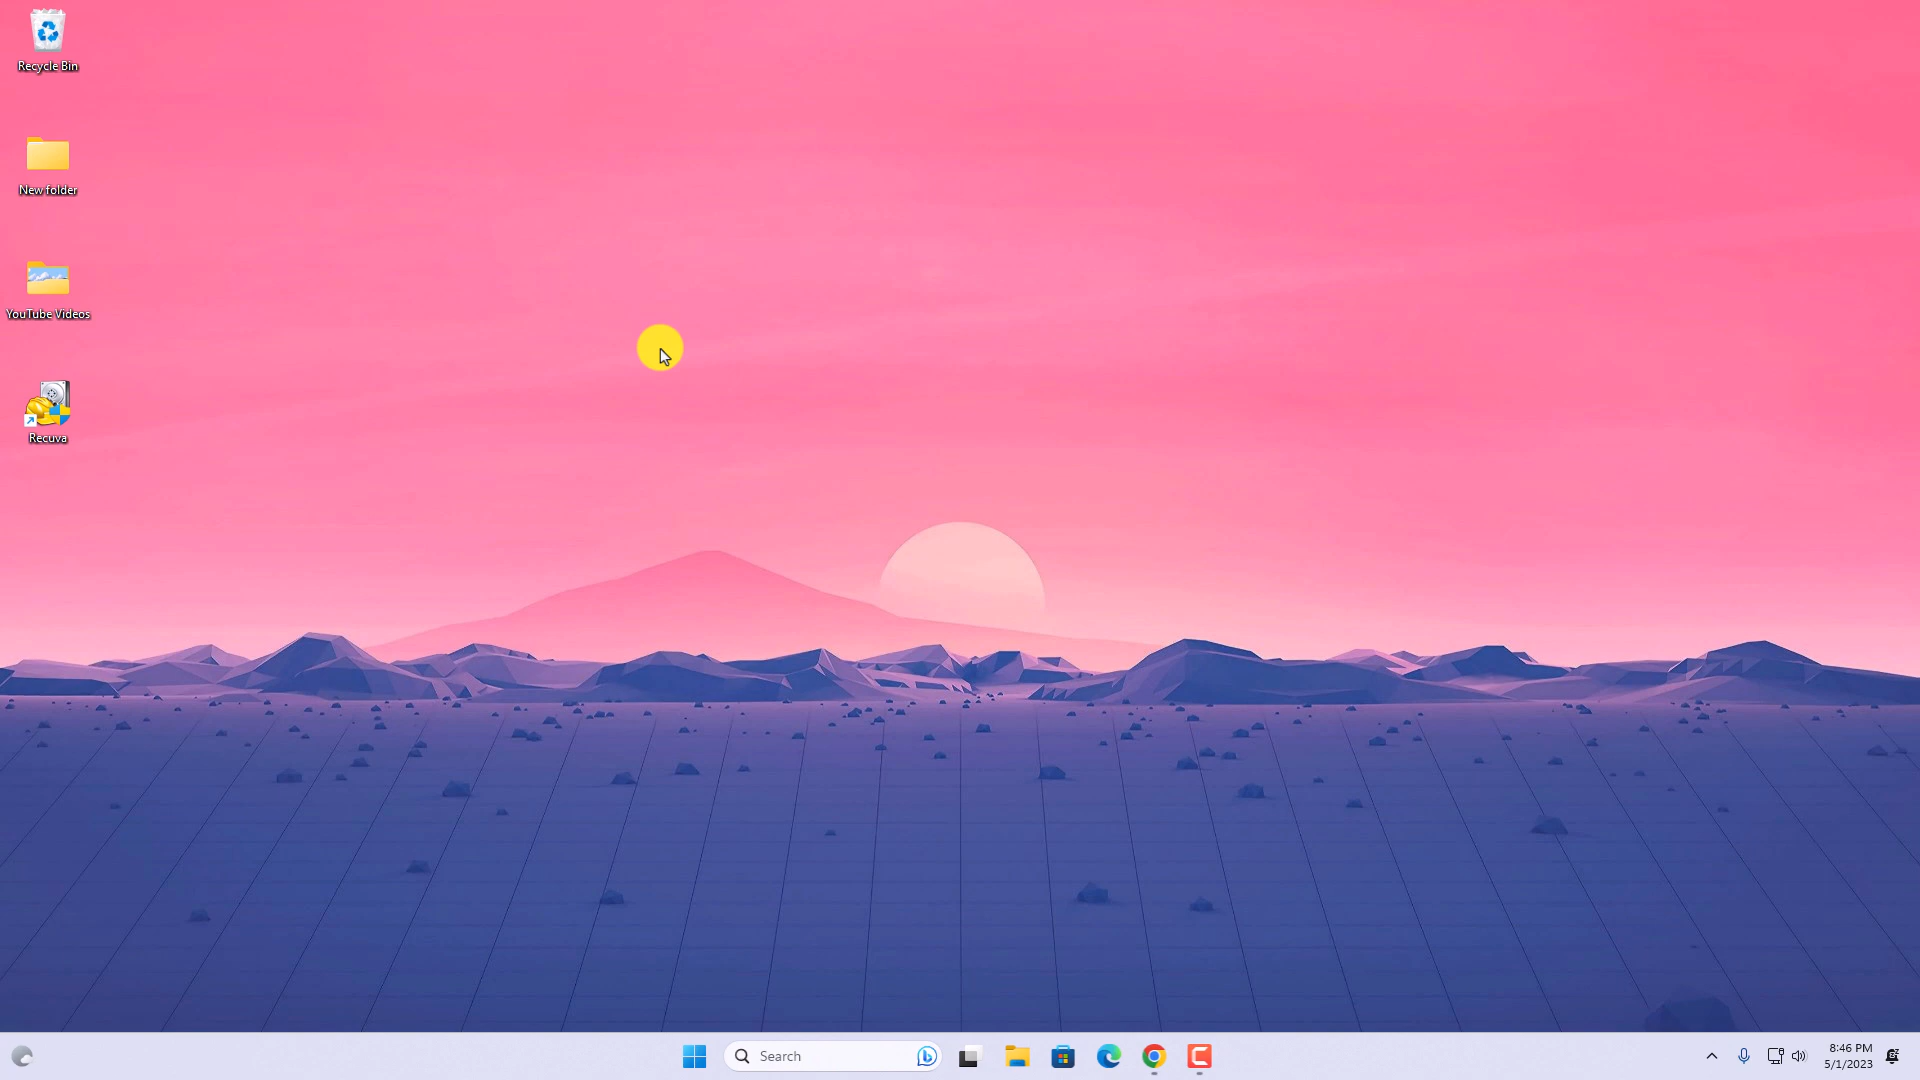 Recycle Bin
New folder
YouTube Videos
Recuva
Search
8:46 PM
5/1/2023